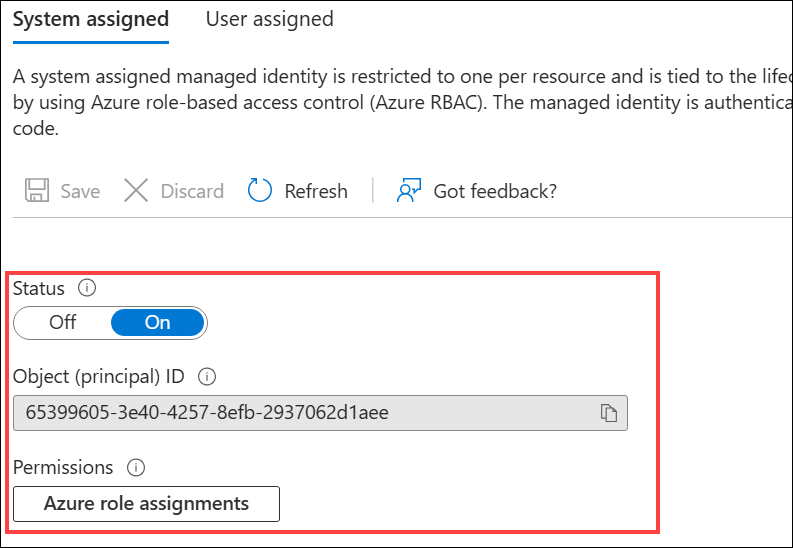 System assigned User assigned
A system assigned managed identity is restricted to one per resource and is tied to the
by using Azure role-based access control (Azure RBAC). The managed identity is
code.
Save Discard Refresh Got feedback?
Status
Off On
Object (principal) ID
65399605-3e40-4257-8efb-2937062d1aee
Permissions
Azure role assignments